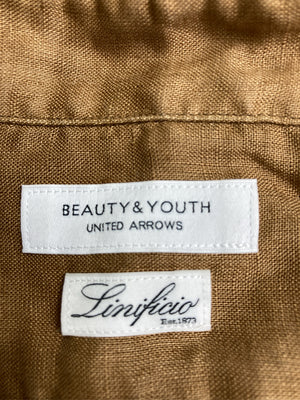 BEAUTY & YOUTH
UNITED ARROWS
Linificio
Est.1873